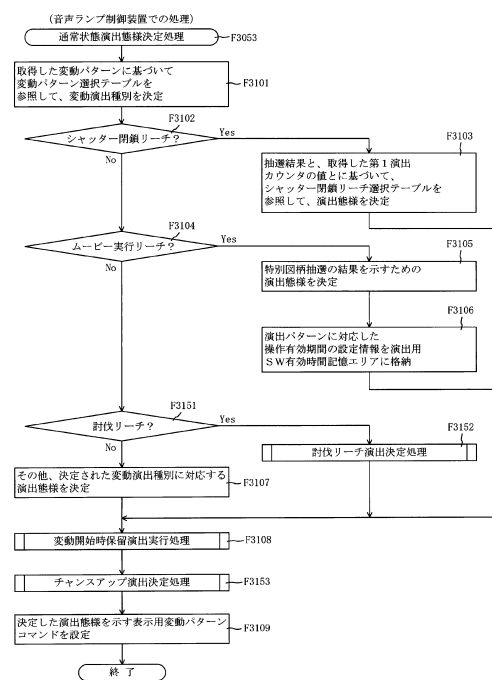 (音声ランプ制御装置での処理)
通常状態演出態様決定処理
F3053
取得した変動パターンに基づいて
変動パターン選択テーブルを
参照して、変動演出種別を決定
F3101
F3102
シャッター閉鎖リーチ?
Yes
No
F3103
抽選結果と、取得した第1演出
カウンタの値とに基づいて、
シャッター閉鎖リーチ選択テーブルを
参照して、演出態様を決定
F3104
ムービー実行リーチ?
Yes
No
F3105
特別図柄抽選の結果を示すための
演出態様を決定
F3106
演出パターンに対応した
操作有効期間の設定情報を演出用
SW有効時間記憶エリアに格納
F3151
討伐リーチ?
Yes
No
F3152
討伐リーチ演出決定処理
その他、決定された変動演出種別に対応する
演出態様を決定
F3107
変動開始時保留演出実行処理
F3108
チャンスアップ演出決定処理
F3153
決定した演出態様を示す表示用変動パターン
コマンドを設定
F3109
終了